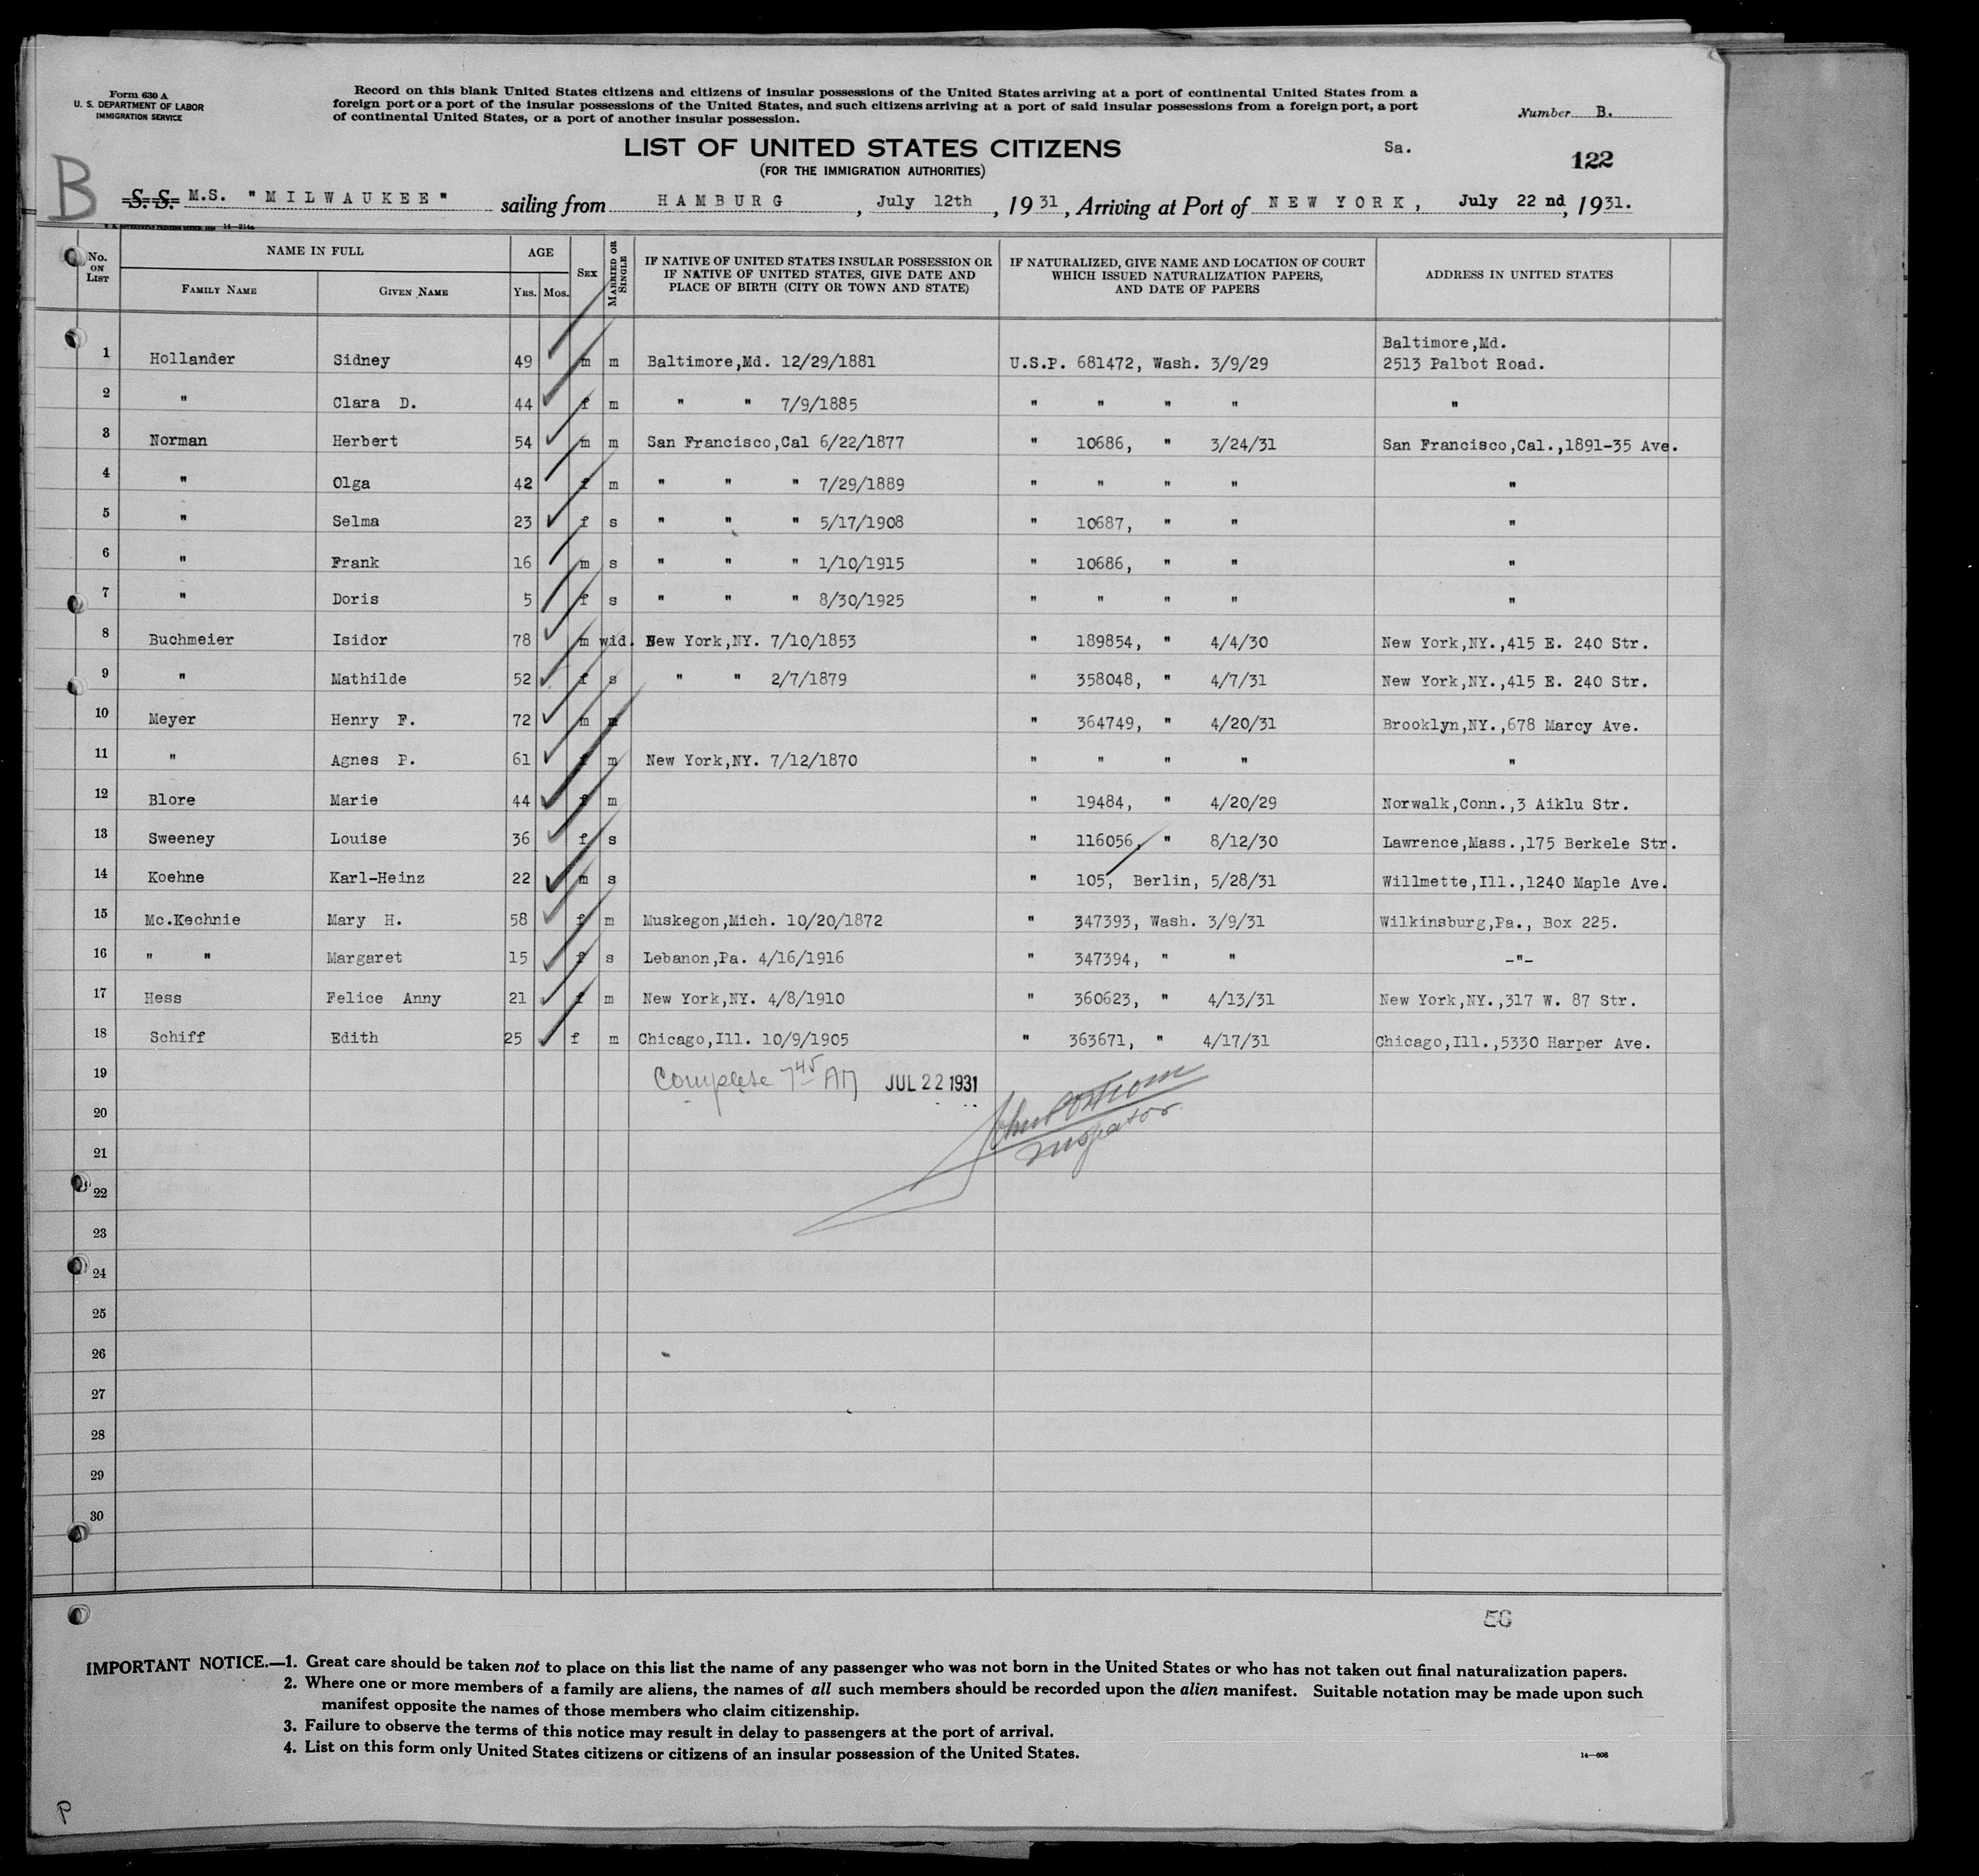 Form 630 A
U. S. DEPARTMENT OF LABOR
IMMIGRATION SERVICE
Record on this blank United States citizens and citizens of insular possessions of the United States arriving at a port of continental United States from a
foreign port or a port of the insular possessions of the United States, and such citizens arriving at a port of said insular possessions from a foreign port, a port
of continental United States, or a port of another insular possession.
Number B.
LIST OF UNITED STATES CITIZENS
Sa.
(FOR THE IMMIGRATION AUTHORITIES)
122
B
S. S. M.S. "MILWAUKEE" sailing from HAMBURG, July 12th, 1931, Arriving at Port of NEW YORK, July 22nd, 1931.
No. ON LIST NAME IN FULL AGE SEX MARRIED OR SINGLE IF NATIVE OF UNITED STATES INSULAR POSSESSION OR IF NATIVE OF UNITED STATES, GIVE DATE AND PLACE OF BIRTH (CITY OR TOWN AND STATE) IF NATURALIZED, GIVE NAME AND LOCATION OF COURT WHICH ISSUED NATURALIZATION PAPERS, AND DATE OF PAPERS ADDRESS IN UNITED STATES
FAMILY NAME GIVEN NAME YRS. MOS.
Baltimore,Md.
1 Hollander Sidney 49 m m Baltimore,Md. 12/29/1881 U.S.P. 681472, Wash. 3/9/29 2513 Palbot Road.
2 " Clara D. 44 f m " " 7/9/1885 " " " " "
3 Norman Herbert 54 m m San Francisco,Cal 6/22/1877 " 10686, " 3/24/31 San Francisco,Cal.,1891-35 Ave.
4 " Olga 42 f m " " " 7/29/1889 " " " " "
5 " Selma 23 f s " " " 5/17/1908 " 10687, " " "
6 " Frank 16 m s " " " 1/10/1915 " 10686, " " "
7 " Doris 5 f s " " " 8/30/1925 " " " " "
8 Buchmeier Isidor 78 m wid. New York,NY. 7/10/1853 " 189854, " 4/4/30 New York,NY.,415 E. 240 Str.
9 " Mathilde 52 f s " " 2/7/1879 " 358048, " 4/7/31 New York,NY.,415 E. 240 Str.
10 Meyer Henry F. 72 m m " 364749, " 4/20/31 Brooklyn,NY.,678 Marcy Ave.
11 " Agnes P. 61 f m New York,NY. 7/12/1870 " " " " "
12 Blore Marie 44 f m " 19484, " 4/20/29 Norwalk,Conn.,3 Aiklu Str.
13 Sweeney Louise 36 f s " 116056, " 8/12/30 Lawrence,Mass.,175 Berkele Str.
14 Koehne Karl-Heinz 22 m s " 105, Berlin, 5/28/31 Willmette,Ill.,1240 Maple Ave.
15 Mc.Kechnie Mary H. 58 f m Muskegon,Mich. 10/20/1872 " 347393, Wash. 3/9/31 Wilkinsburg,Pa., Box 225.
16 " " Margaret 15 f s Lebanon,Pa. 4/16/1916 " 347394, " " -"-
17 Hess Felice Anny 21 f m New York,NY. 4/8/1910 " 360623, " 4/13/31 New York,NY.,317 W. 87 Str.
18 Schiff Edith 25 f m Chicago,Ill. 10/9/1905 " 363671, " 4/17/31 Chicago,Ill.,5330 Harper Ave.
19 Complete 7 45 AM JUL 22 1931
20 Inspector
21
22
23
24
25
26
27
28
29
30
IMPORTANT NOTICE.—1. Great care should be taken not to place on this list the name of any passenger who was not born in the United States or who has not taken out final naturalization papers.
2. Where one or more members of a family are aliens, the names of all such members should be recorded upon the alien manifest. Suitable notation may be made upon such
manifest opposite the names of those members who claim citizenship.
3. Failure to observe the terms of this notice may result in delay to passengers at the port of arrival.
4. List on this form only United States citizens or citizens of an insular possession of the United States.
14—608
P